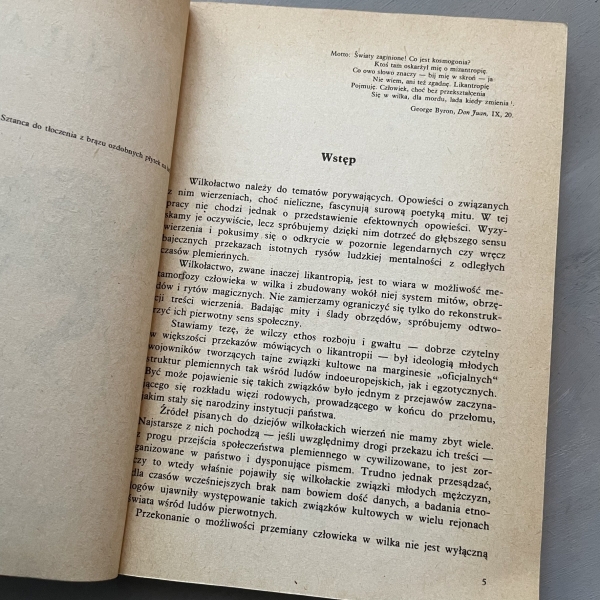 Sztanca do tłoczenia z brązu ozdobnych płytek na
Motto: Światy zaginione! Co jest kosmogonia?
Ktoś tam oskarżył mię o mizantropię.
Co owo słowo znaczy — bij mię w skroń — ja
Nie wiem, ani też zgadnę. Likantropię
Pojmuję. Człowiek, choć bez przekształcenia
Się w wilka, dla mordu, lada kiedy zmienia¹.
George Byron, Don Juan, IX, 20.
Wstęp
Wilkołactwo należy do tematów porywających. Opowieści o związanych
z nim wierzeniach, choć nieliczne, fascynują surową poetyką mitu. W tej
pracy nie chodzi jednak o przedstawienie efektownych opowieści. Wyzy-
skamy je oczywiście, lecz spróbujemy dzięki nim dotrzeć do głębszego sensu
wierzenia i pokusimy się o odkrycie w pozornie legendarnych czy wręcz
bajecznych przekazach istotnych rysów ludzkiej mentalności z odległych
czasów plemiennych.
Wilkołactwo, zwane inaczej likantropią, jest to wiara w możliwość me-
tamorfozy człowieka w wilka i zbudowany wokół niej system mitów, obrzę-
dów i rytów magicznych. Nie zamierzamy ograniczyć się tylko do rekonstruk-
cji treści wierzenia. Badając mity i ślady obrzędów, spróbujemy odtwo-
rzyć ich pierwotny sens społeczny.
Stawiamy tezę, że wilczy ethos rozboju i gwałtu — dobrze czytelny
w większości przekazów mówiących o likantropii — był ideologią młodych
wojowników tworzących tajne związki kultowe na marginesie „oficjalnych"
struktur plemiennych tak wśród ludów indoeuropejskich, jak i egzotycznych.
Być może pojawienie się takich związków było jednym z przejawów zaczyna-
jącego się rozkładu więzi rodowych, prowadzącego w końcu do przełomu,
jakim stały się narodziny instytucji państwa.
Źródeł pisanych do dziejów wilkołackich wierzeń nie mamy zbyt wiele.
Najstarsze z nich pochodzą — jeśli uwzględnimy drogi przekazu ich treści —
z progu przejścia społeczeństwa plemiennego w cywilizowane, to jest zor-
ganizowane w państwo i dysponujące pismem. Trudno jednak przesądzać,
czy to wtedy właśnie pojawiły się wilkołackie związki młodych mężczyzn,
dla czasów wcześniejszych brak nam bowiem dość danych, a badania etno-
logów ujawniły występowanie takich związków kultowych w wielu rejonach
świata wśród ludów pierwotnych.
Przekonanie o możliwości przemiany człowieka w wilka nie jest wyłączną
5